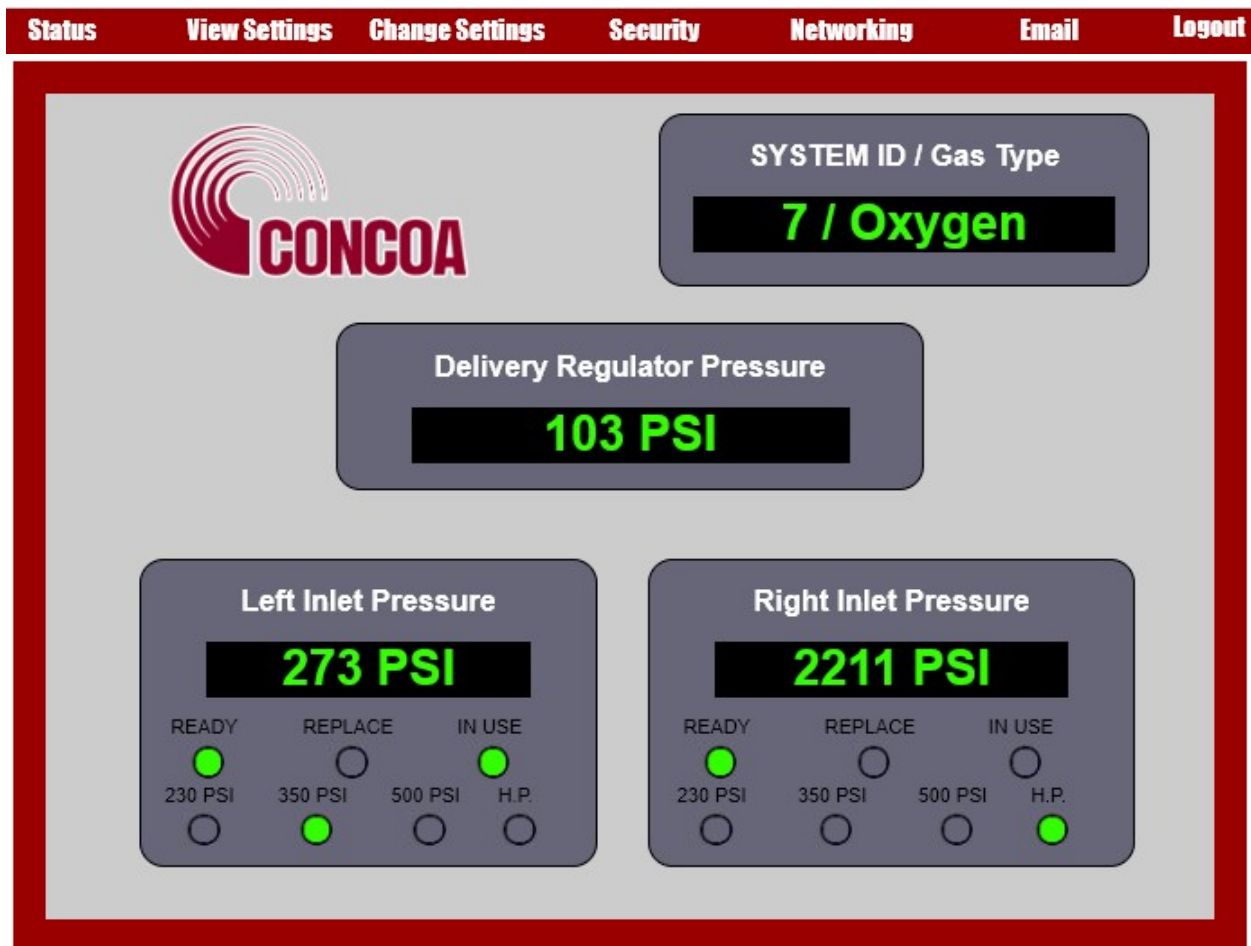 Status View Settings Change Settings Security Networking Email Logout
CONCOA
SYSTEM ID / Gas Type
7 / Oxygen
Delivery Regulator Pressure
103 PSI
Left Inlet Pressure
273 PSI
READY REPLACE IN USE
230 PSI 350 PSI 500 PSI H.P.
Right Inlet Pressure
2211 PSI
READY REPLACE IN USE
230 PSI 350 PSI 500 PSI H.P.